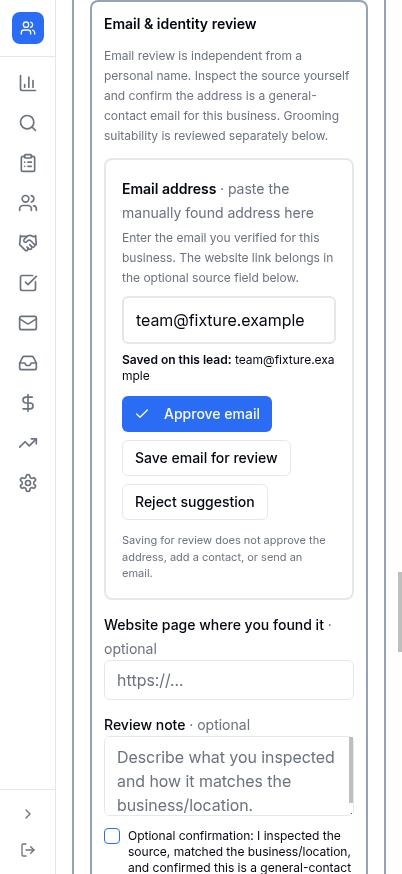 Email & identity review
Email review is independent from a
personal name. Inspect the source yourself
and confirm the address is a general-
contact email for this business. Grooming
suitability is reviewed separately below.
Email address · paste the
manually found address here
Enter the email you verified for this
business. The website link belongs in
the optional source field below.
team@fixture.example
Saved on this lead: team@fixture.exa
mple
Approve email
Save email for review
Reject suggestion
Saving for review does not approve the
address, add a contact, or send an
email.
Website page where you found it ·
optional
https://...
Review note · optional
Describe what you inspected
and how it matches the
business/location.
Optional confirmation: I inspected the
source, matched the business/location,
and confirmed this is a general-contact